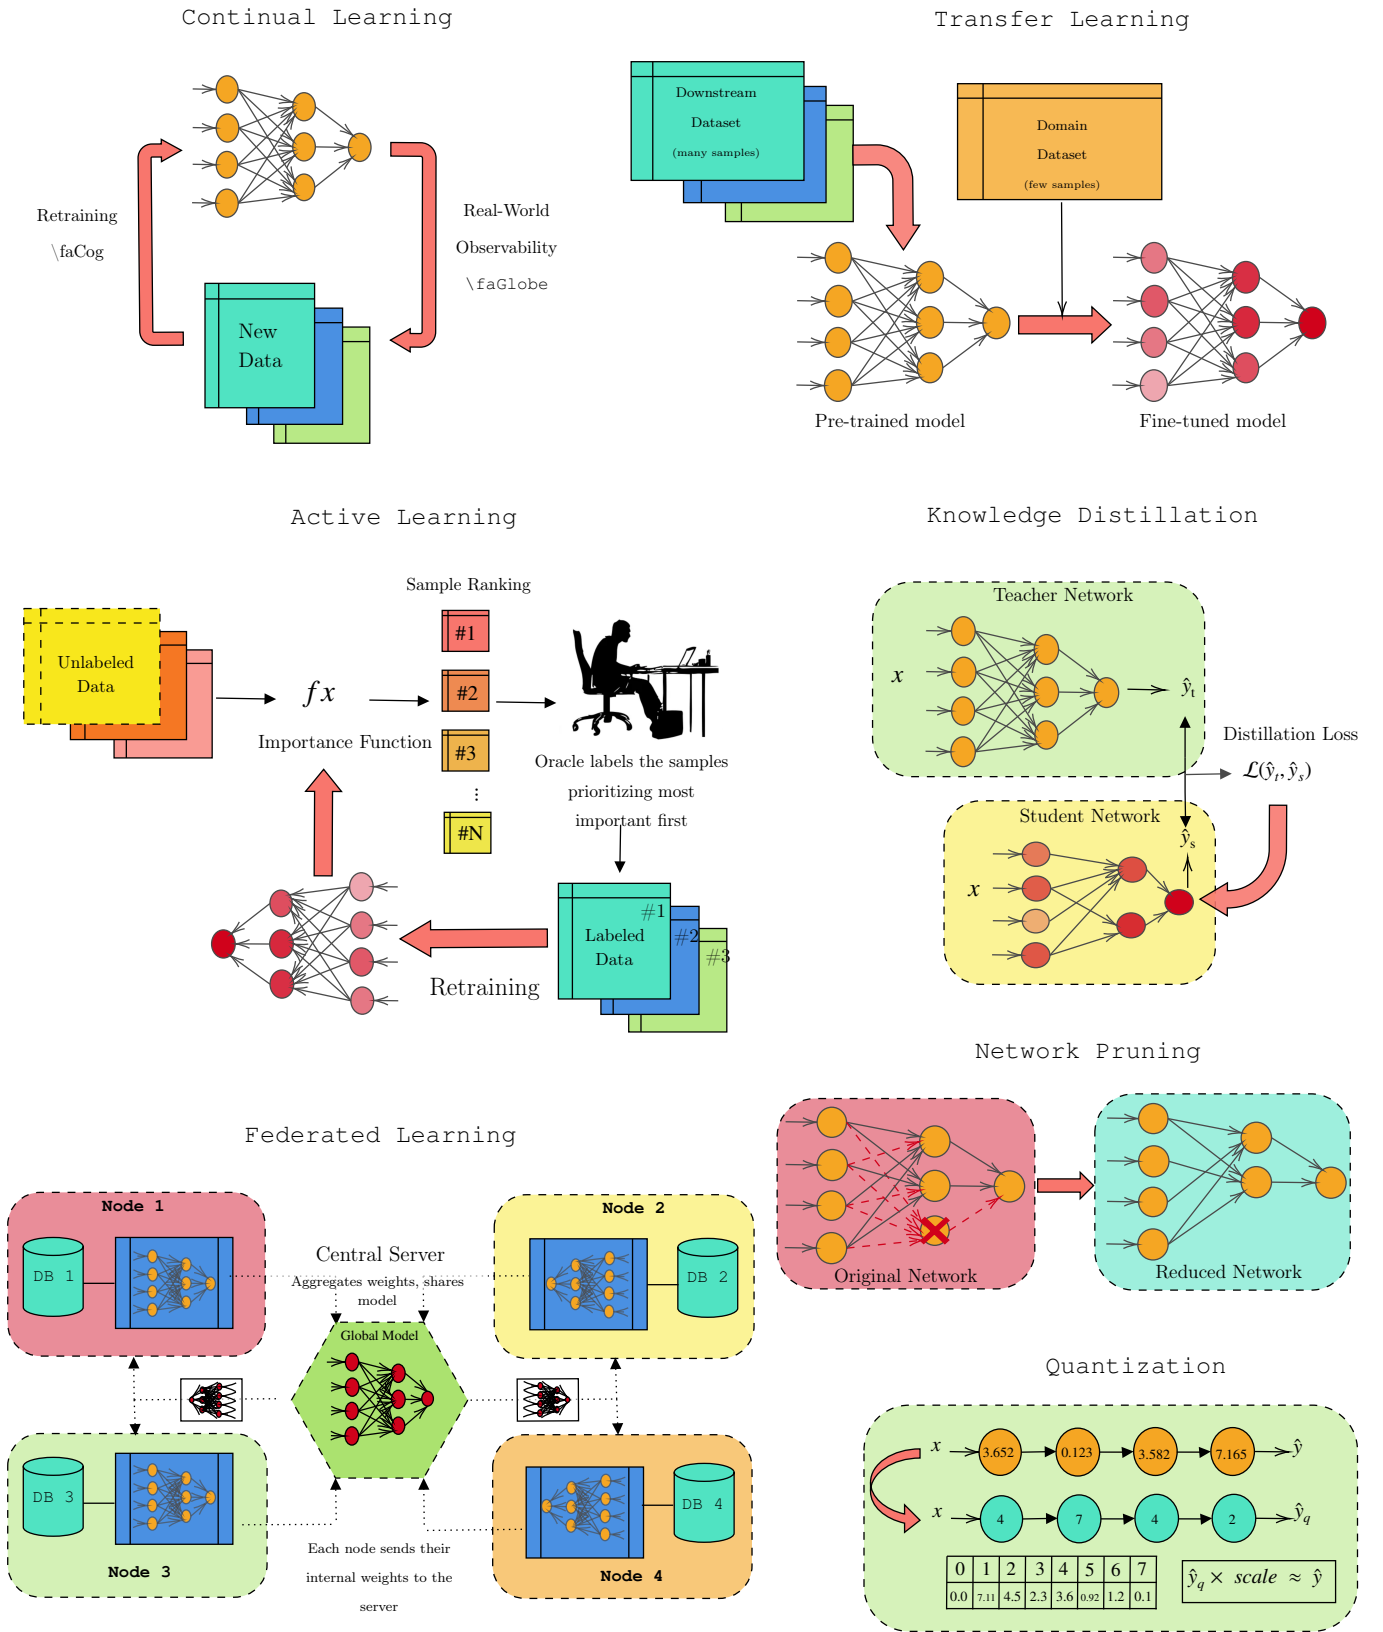 Continual Learning
Retraining
\faCog
Real-World
Observability
\faGlobe
New
Data
Transfer Learning
Downstream
Dataset
(many samples)
Domain
Dataset
(few samples)
Pre-trained model
Fine-tuned model
Active Learning
Unlabeled
Data
fx
Importance Function
Sample Ranking
#1
#2
#3
⋮
#N
Oracle labels the samples
prioritizing most
important first
Labeled
Data
#1
#2
#3
Retraining
Knowledge Distillation
Teacher Network
x
ŷt
Distillation Loss
ℒ(ŷt, ŷs)
Student Network
x
ŷs
Network Pruning
Original Network
Reduced Network
Federated Learning
Node 1
DB 1
Node 2
DB 2
Central Server
Aggregates weights, shares
model
Global Model
DB 3
Node 3
DB 4
Node 4
Each node sends their
internal weights to the
server
Quantization
x 3.652 0.123 3.582 7.165 ŷ
x 4 7 4 2 ŷq
0 1 2 3 4 5 6 7
0.0 7.11 4.5 2.3 3.6 0.92 1.2 0.1
ŷq × scale ≈ ŷ